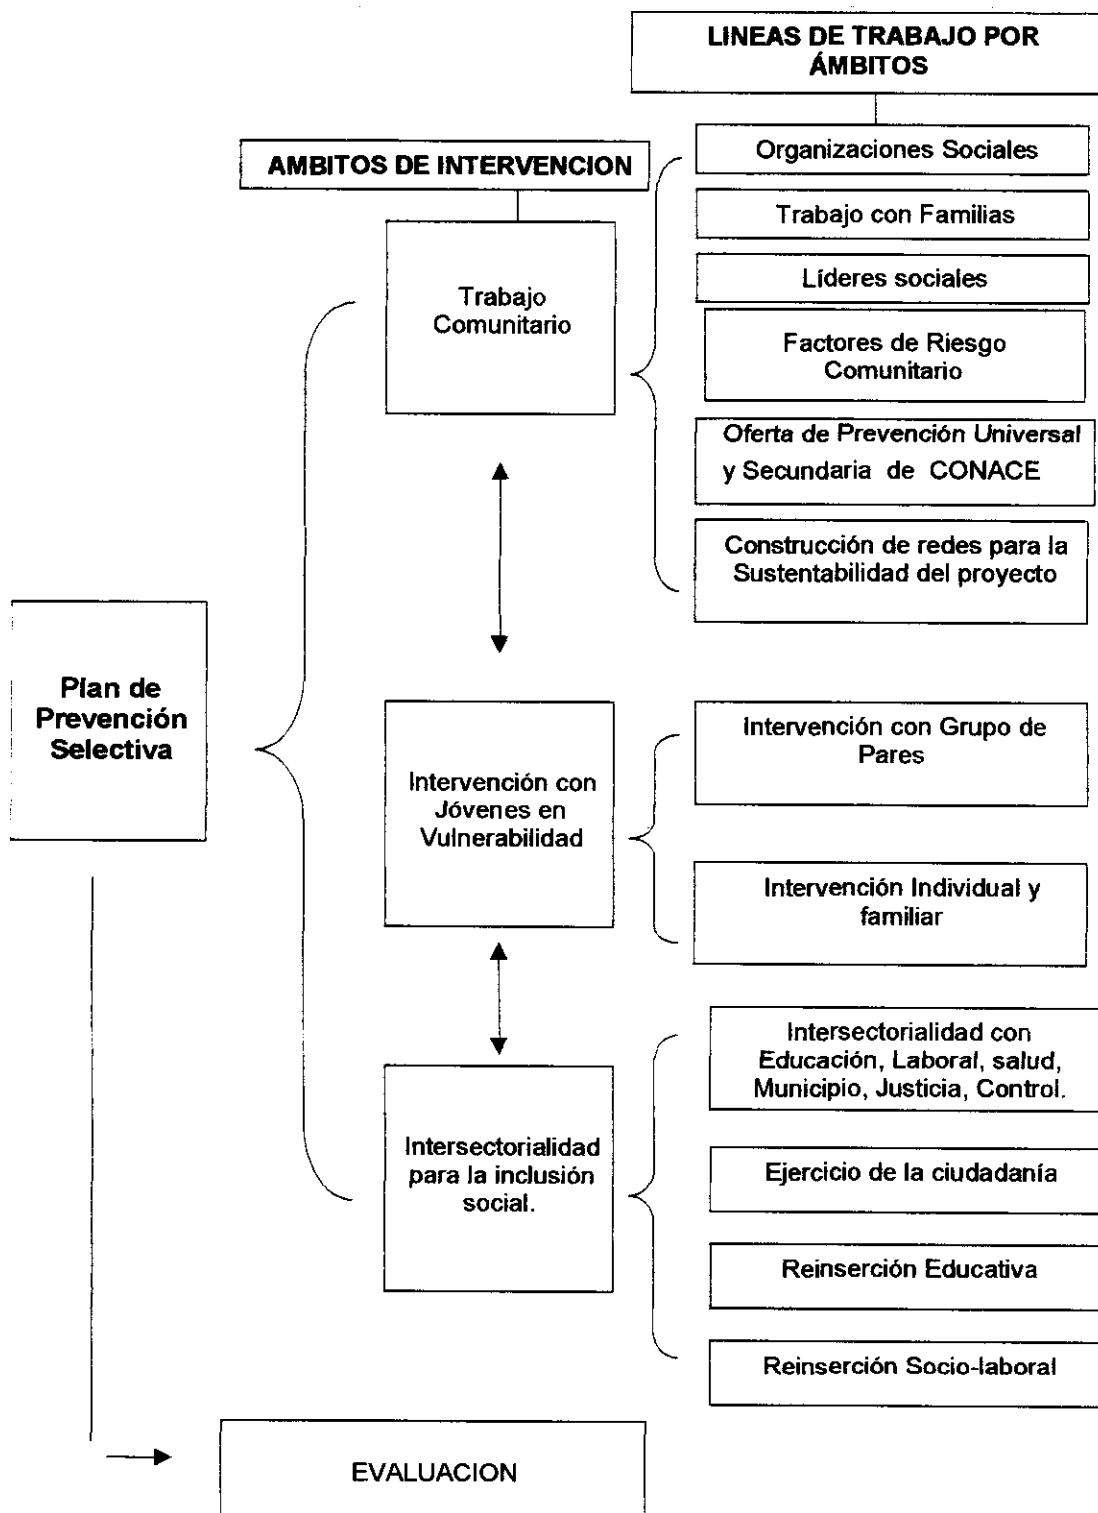 LINEAS DE TRABAJO POR
ÁMBITOS
AMBITOS DE INTERVENCION
Organizaciones Sociales
Trabajo con Familias
Líderes sociales
Factores de Riesgo
Comunitario
Oferta de Prevención Universal
y Secundaria de CONACE
Construcción de redes para la
Sustentabilidad del proyecto
Trabajo
Comunitario
Plan de
Prevención
Selectiva
Intervención con
Jóvenes en
Vulnerabilidad
Intervención con Grupo de
Pares
Intervención Individual y
familiar
Intersectorialidad
para la inclusión
social.
Intersectorialidad con
Educación, Laboral, salud,
Municipio, Justicia, Control.
Ejercicio de la ciudadanía
Reinserción Educativa
Reinserción Socio-laboral
EVALUACION